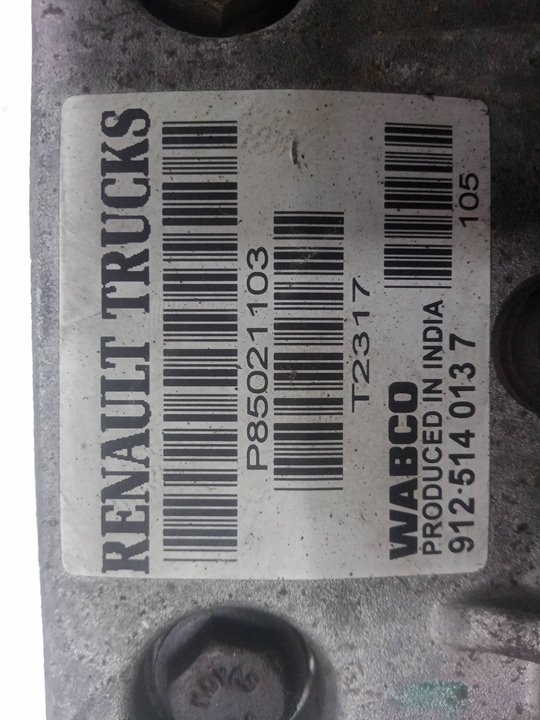 RENAULT TRUCKS
P85021103
T2317
105
WABCO
PRODUCED IN INDIA
912·514 013 7